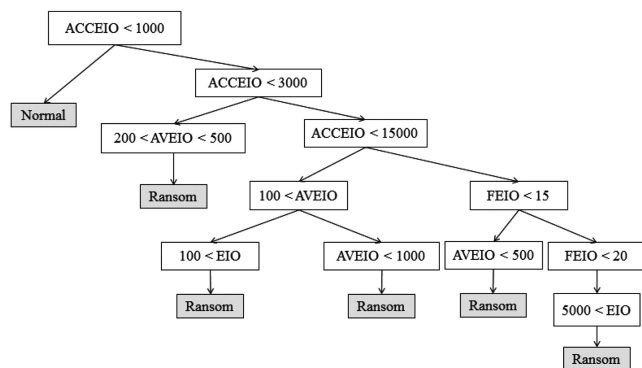 ACCEIO < 1000
ACCEIO < 3000
Normal
200 < AVEIO < 500
ACCEIO < 15000
Ransom
100 < AVEIO
FEIO < 15
100 < EIO
AVEIO < 1000
AVEIO < 500
FEIO < 20
Ransom
Ransom
Ransom
5000 < EIO
Ransom